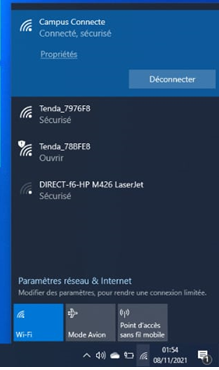 Campus Connecte
Connecté, sécurisé
Propriétés
Déconnecter
Tenda_7976F8
Sécurisé
Tenda_788FE8
Ouvrir
DIRECT-f6-HP M426 LaserJet
Sécurisé
Paramètres réseau & Internet
Modifier des paramètres, pour rendre une connexion limitée.
Wi-Fi
Mode Avion
Point d'accès
sans fil mobile
01:54
08/11/2021
1